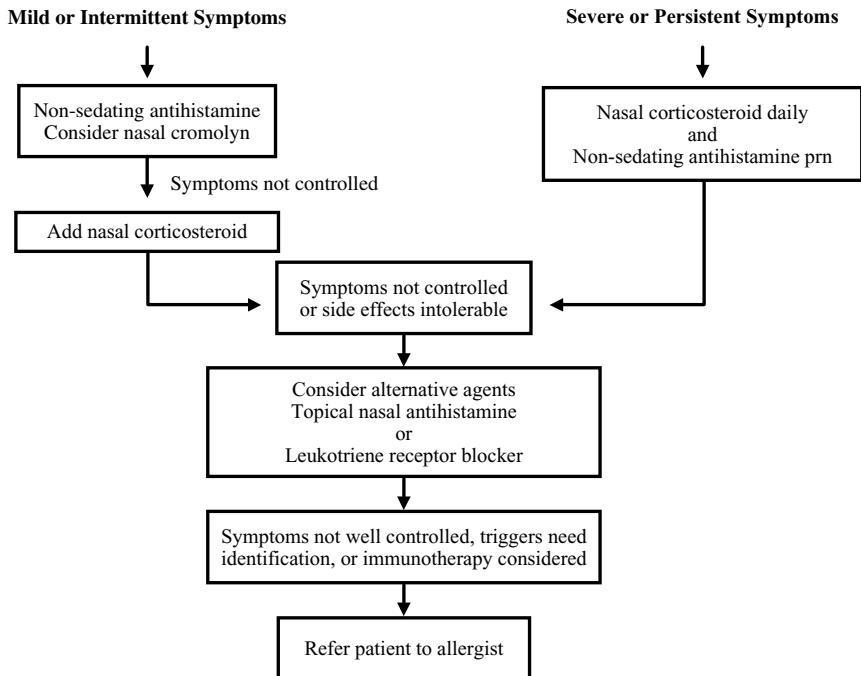 Mild or Intermittent Symptoms
Severe or Persistent Symptoms
Non-sedating antihistamine
Consider nasal cromolyn
Nasal corticosteroid daily
and
Non-sedating antihistamine prn
Symptoms not controlled
Add nasal corticosteroid
Symptoms not controlled
or side effects intolerable
Consider alternative agents
Topical nasal antihistamine
or
Leukotriene receptor blocker
Symptoms not well controlled, triggers need
identification, or immunotherapy considered
Refer patient to allergist